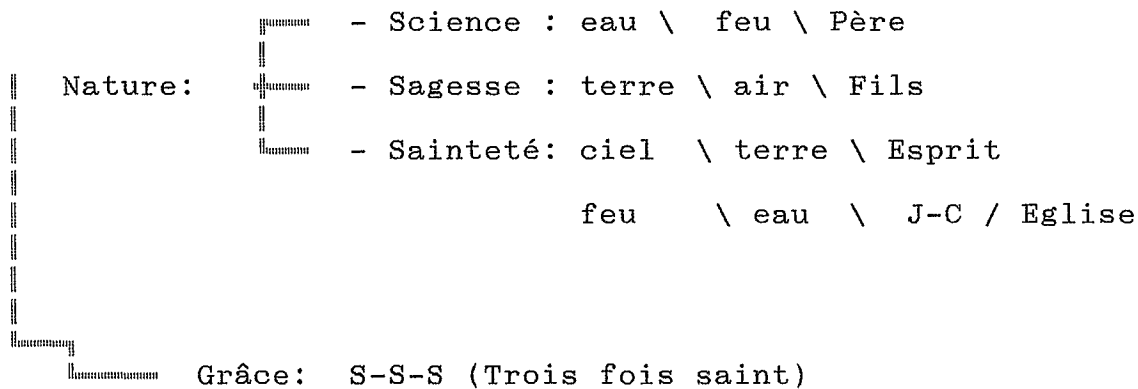 - Science : eau \ feu \ Père
Nature: - Sagesse : terre \ air \ Fils
- Sainteté: ciel \ terre \ Esprit
feu \ eau \ J-C / Eglise
Grâce: S-S-S (Trois fois saint)